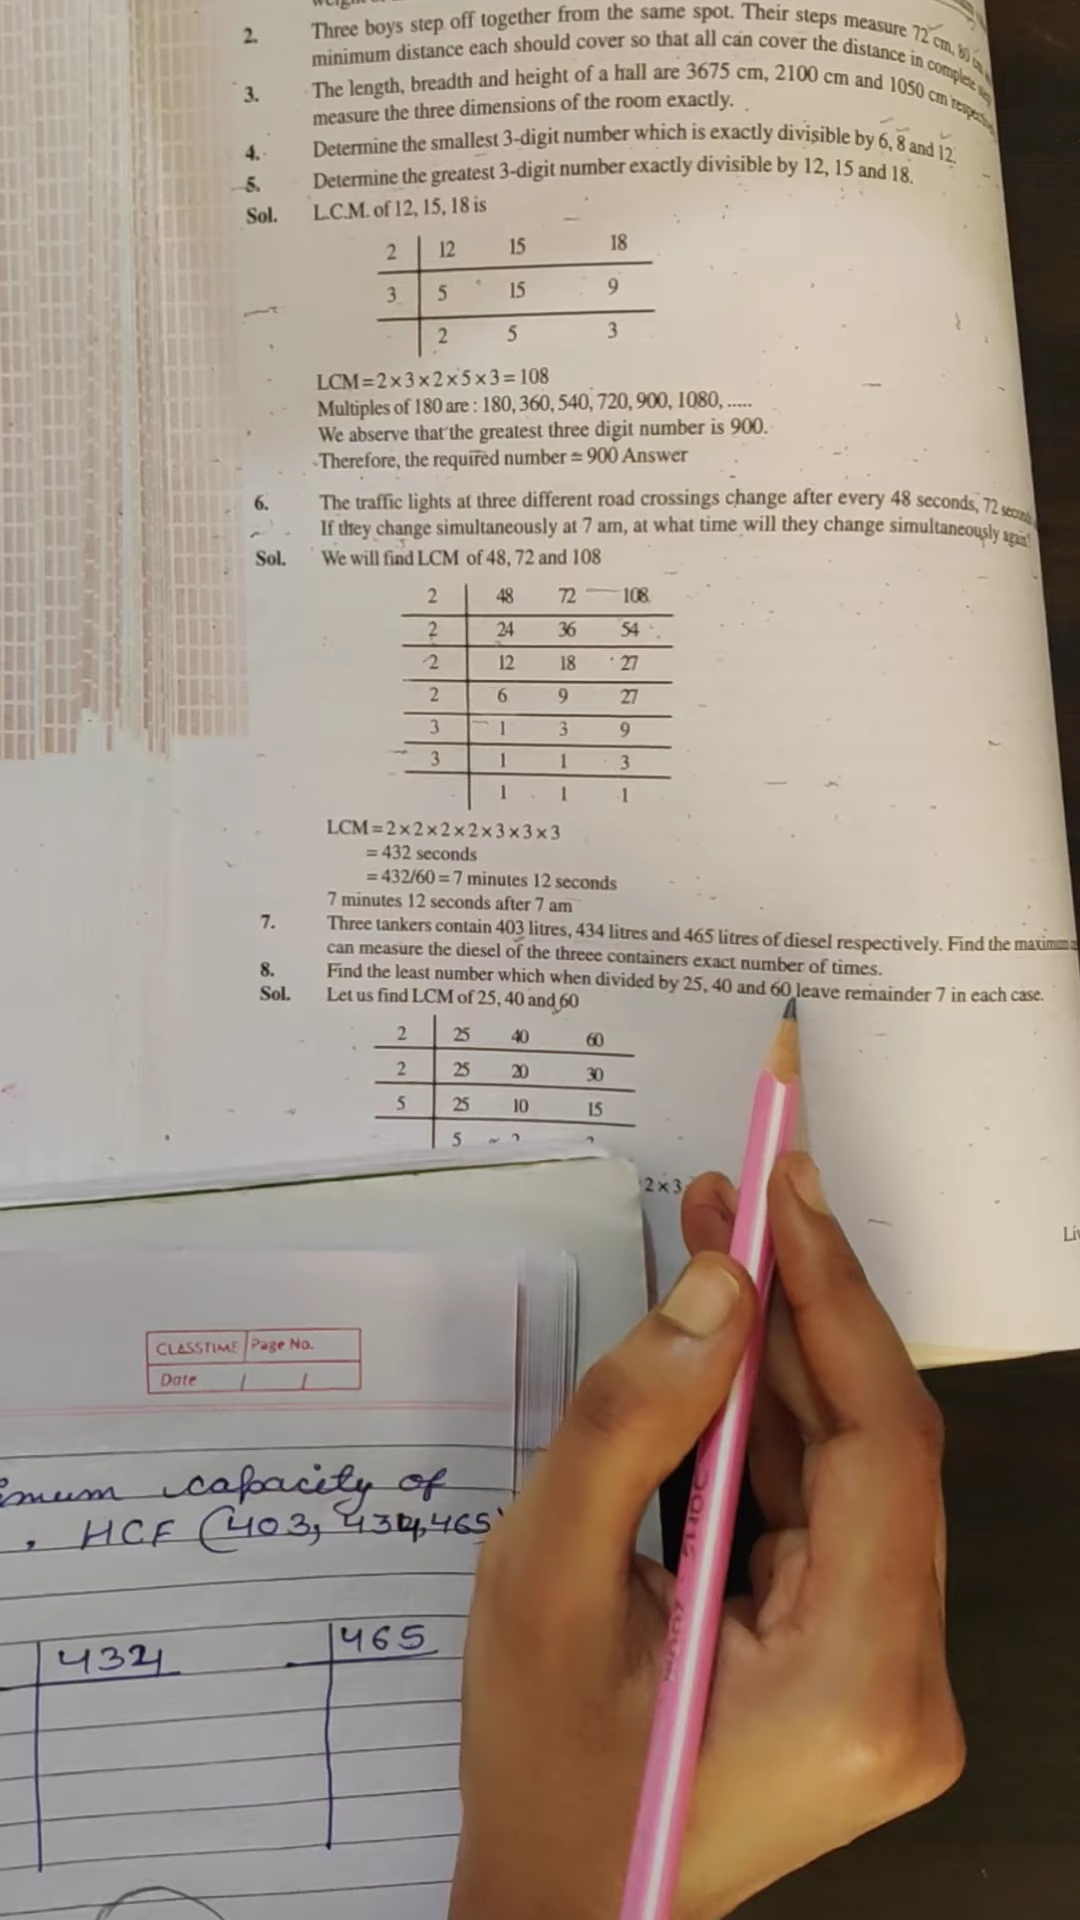 2. Three boys step off together from the same spot. Their steps measure 72 cm, 80 cm
minimum distance each should cover so that all can cover the distance in complete
3. The length, breadth and height of a hall are 3675 cm, 2100 cm and 1050 cm
measure the three dimensions of the room exactly.
4. Determine the smallest 3-digit number which is exactly divisible by 6, 8 and 12.
5. Determine the greatest 3-digit number exactly divisible by 12, 15 and 18.
Sol. L.C.M. of 12, 15, 18 is
2 12 15 18
3 5 15 9
2 5 3
LCM = 2 × 3 × 2 × 5 × 3 = 108
Multiples of 180 are : 180, 360, 540, 720, 900, 1080, .....
We abserve that the greatest three digit number is 900.
Therefore, the required number = 900 Answer
6. The traffic lights at three different road crossings change after every 48 seconds, 72 seconds
If they change simultaneously at 7 am, at what time will they change simultaneously again?
Sol. We will find LCM of 48, 72 and 108
2 48 72 108
2 24 36 54
2 12 18 27
2 6 9 27
3 1 3 9
3 1 1 3
1 1 1
LCM = 2 × 2 × 2 × 2 × 3 × 3 × 3
= 432 seconds
= 432/60 = 7 minutes 12 seconds
7 minutes 12 seconds after 7 am
7. Three tankers contain 403 litres, 434 litres and 465 litres of diesel respectively. Find the
can measure the diesel of the threee containers exact number of times.
8. Find the least number which when divided by 25, 40 and 60 leave remainder 7 in each case.
Sol. Let us find LCM of 25, 40 and 60
2 25 40 60
2 25 20 30
5 25 10 15
5
2 × 3
CLASSTIME Page No.
Date / /
capacity of
, HCF (403, 434, 465
434 465